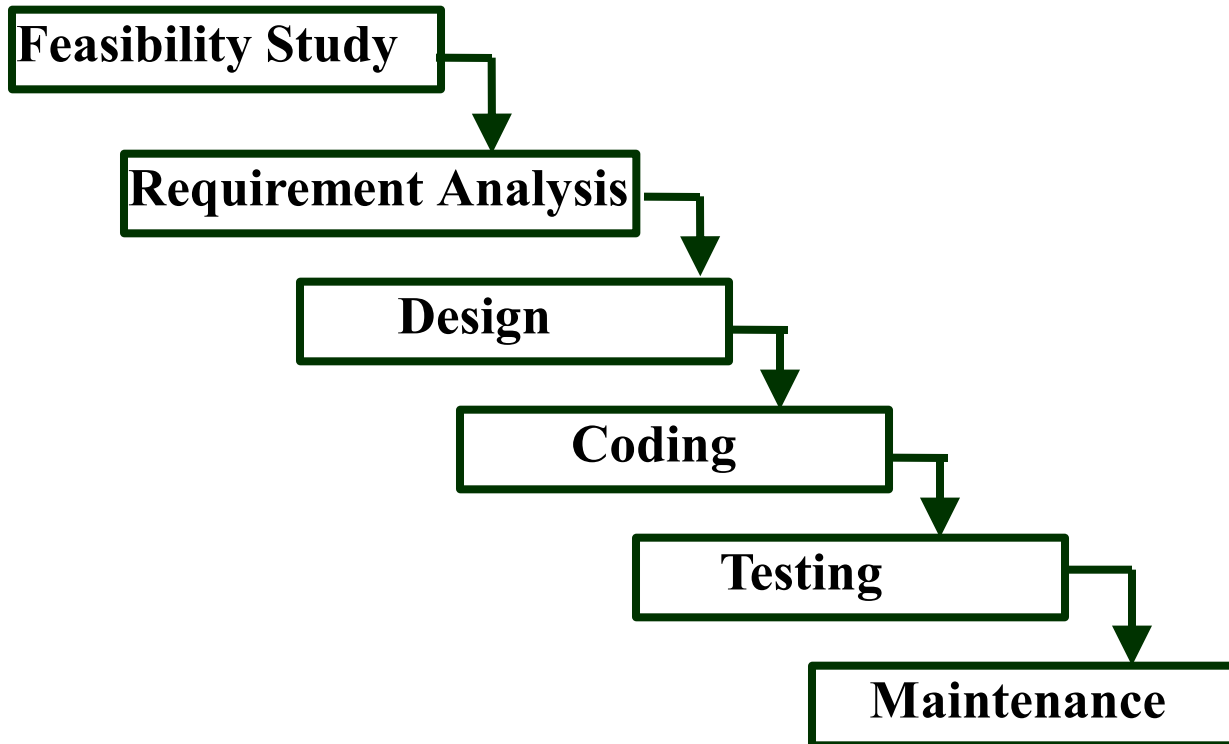 Feasibility Study
Requirement Analysis
Design
Coding
Testing
Maintenance